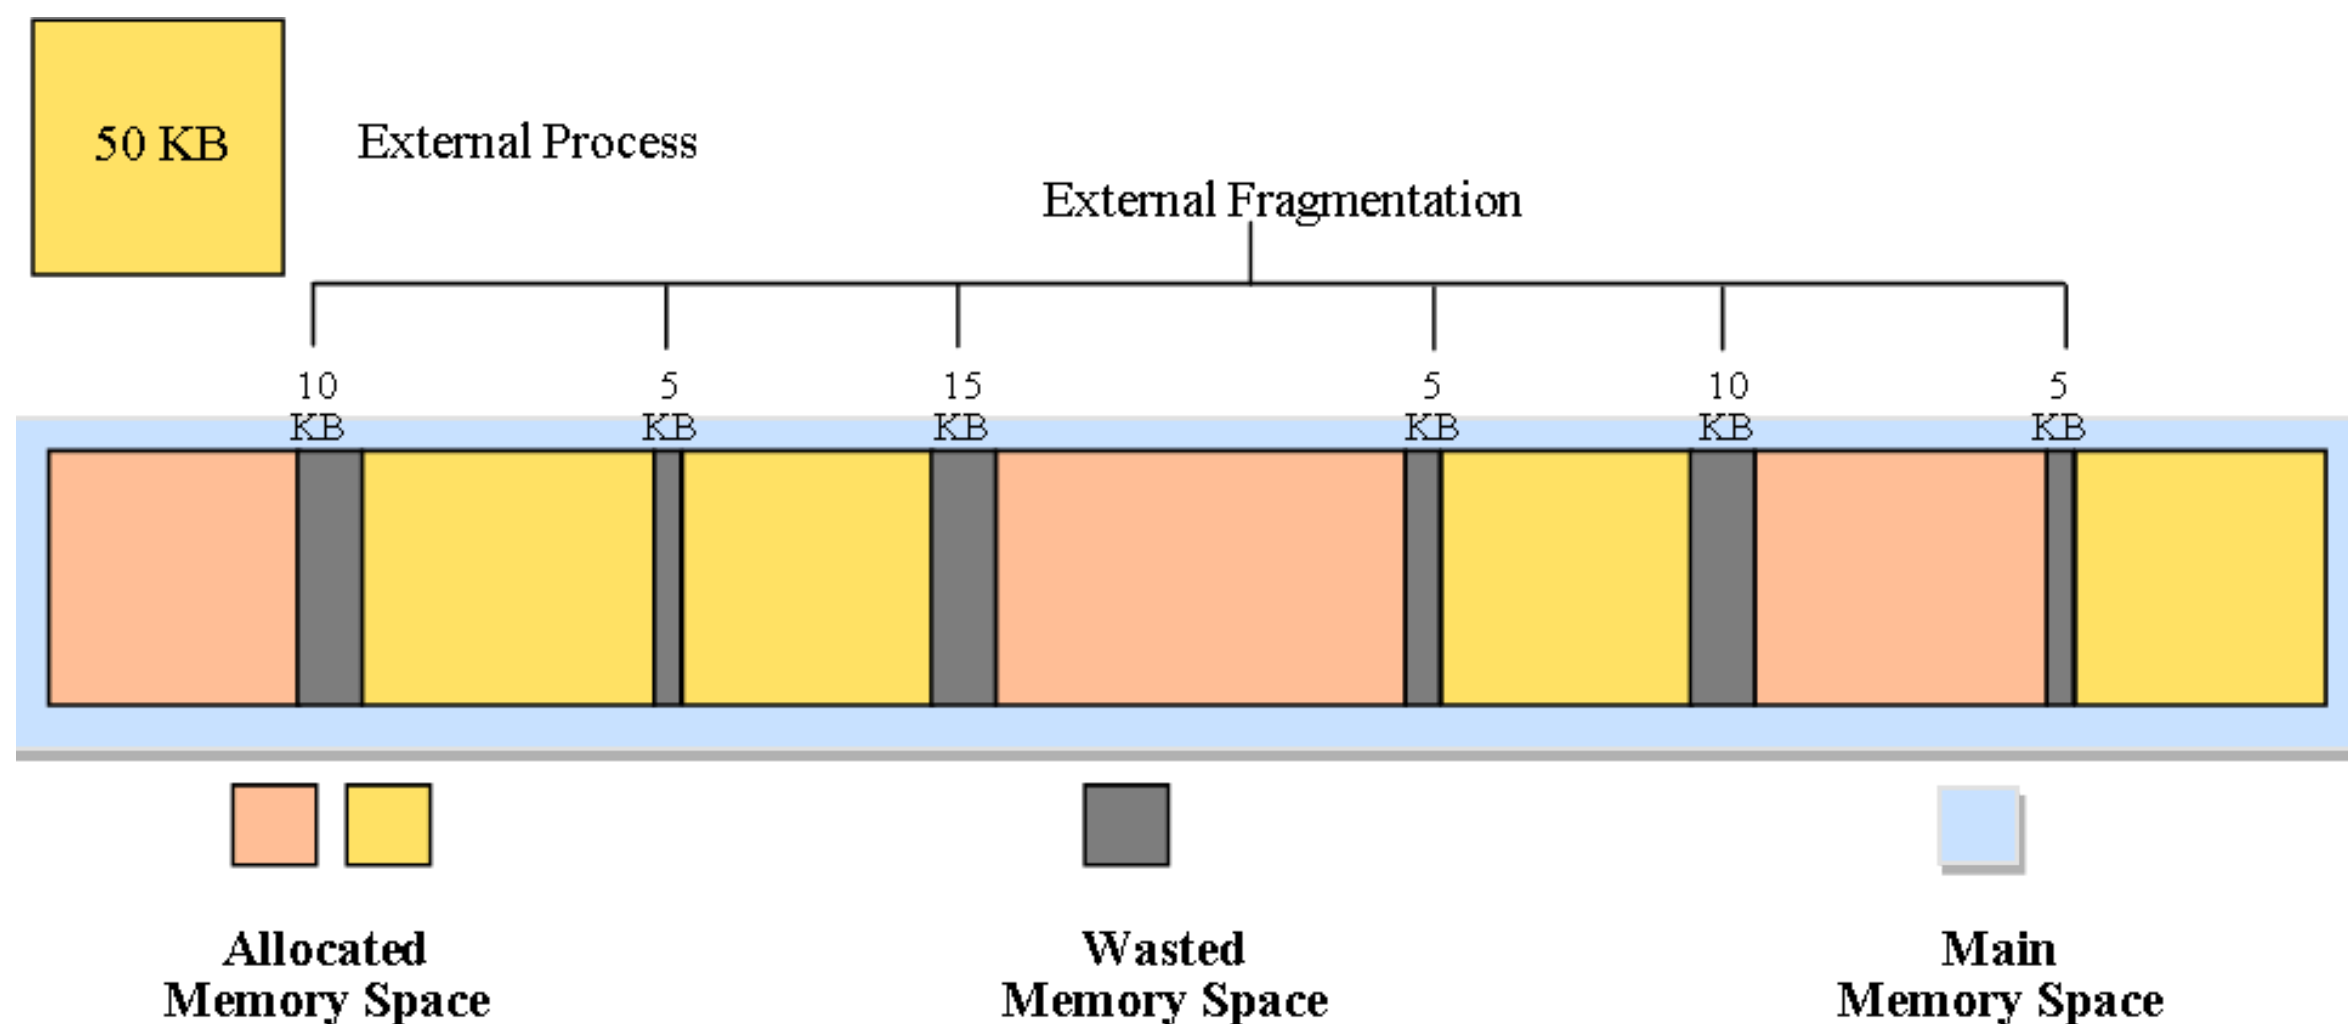 50 KB
External Process
External Fragmentation
10 KB
5 KB
15 KB
5 KB
10 KB
5 KB
Allocated
Memory Space
Wasted
Memory Space
Main
Memory Space